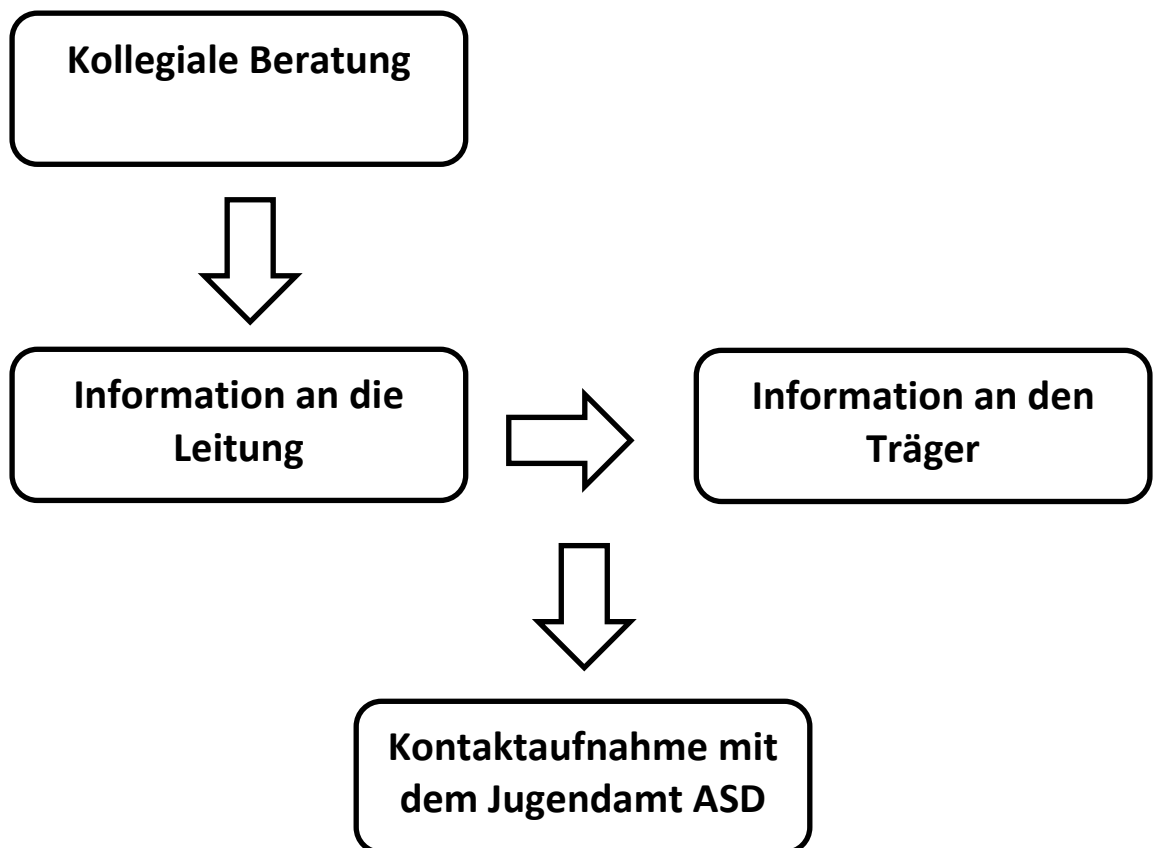 Kollegiale Beratung
Information an die
Leitung
Information an den
Träger
Kontaktaufnahme mit
dem Jugendamt ASD